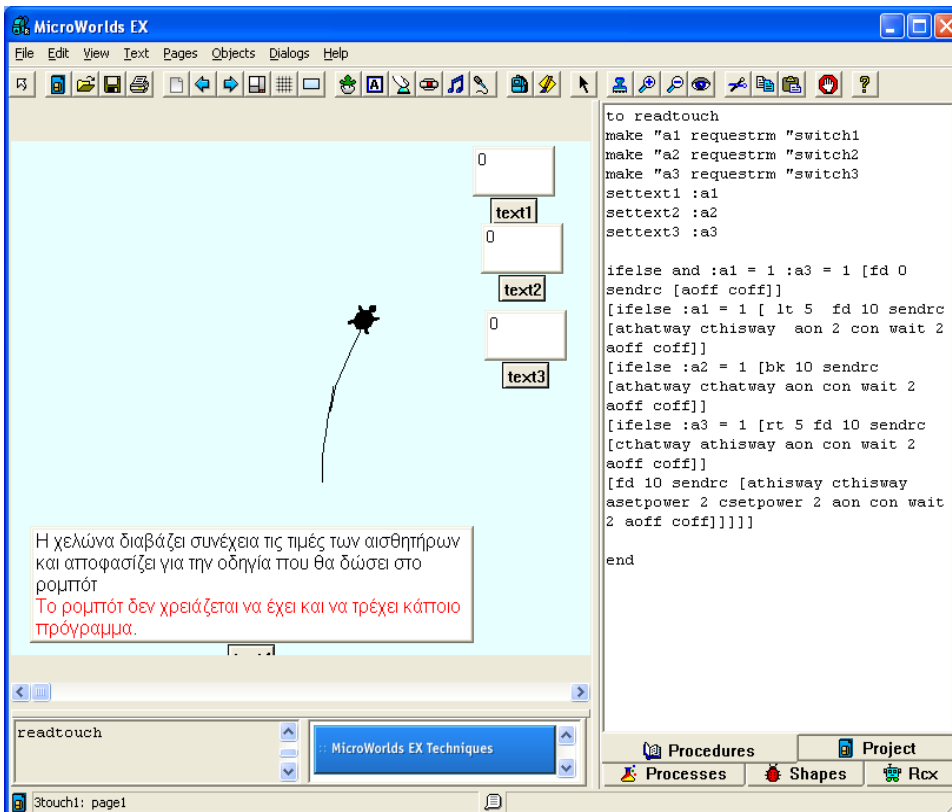 MicroWorlds EX
File Edit View Text Pages Objects Dialogs Help
0
text1
0
text2
0
text3
Η χελώνα διαβάζει συνέχεια τις τιμές των αισθητήρων
και αποφασίζει για την οδηγία που θα δώσει στο
ρομπότ
Το ρομπότ δεν χρειάζεται να έχει και να τρέχει κάποιο
πρόγραμμα.
readtouch
:: MicroWorlds EX Techniques
3touch1: page1
to readtouch
make "a1 requestrm "switch1
make "a2 requestrm "switch2
make "a3 requestrm "switch3
settext1 :a1
settext2 :a2
settext3 :a3
ifelse and :a1 = 1 :a3 = 1 [fd 0
sendrc [aoff coff]]
[ifelse :a1 = 1 [ lt 5  fd 10 sendrc
[athatway cthisway  aon 2 con wait 2
aoff coff]]
[ifelse :a2 = 1 [bk 10 sendrc
[athatway cthatway aon con wait 2
aoff coff]]
[ifelse :a3 = 1 [rt 5 fd 10 sendrc
[cthatway athisway aon con wait 2
aoff coff]]
[fd 10 sendrc [athisway cthisway
asetpower 2 csetpower 2 aon con wait
2 aoff coff]]]]]
end
Procedures Project
Processes Shapes Rcx